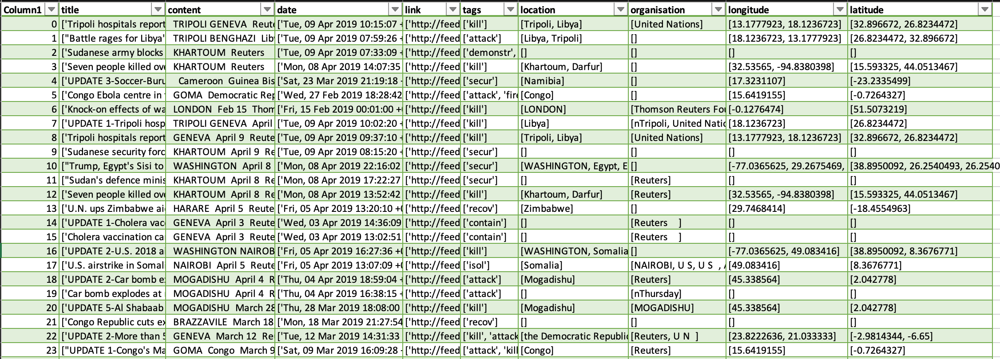 Column1 title content date link tags location organisation longitude latitude
0 ['Tripoli hospitals report TRIPOLI GENEVA Reute ['Tue, 09 Apr 2019 10:15:07 + ['http://feed ['kill'] [Tripoli, Libya] [United Nations] [13.1777923, 18.1236723] [32.896672, 26.8234472]
1 ["Battle rages for Libya' TRIPOLI BENGHAZI Lib ['Tue, 09 Apr 2019 07:59:26 + ['http://feed ['attack'] [Libya, Tripoli] [] [18.1236723, 13.1777923] [26.8234472, 32.896672]
2 ['Sudanese army blocks KHARTOUM Reuters ['Tue, 09 Apr 2019 07:33:09 + ['http://feed ['demonstr', [] [] [] []
3 ['Seven people killed ove KHARTOUM Reuters ['Mon, 08 Apr 2019 14:07:35 ['http://feed ['kill'] [Khartoum, Darfur] [] [32.53565, -94.8380398] [15.593325, 44.0513467]
4 ['UPDATE 3-Soccer-Buru Cameroon Guinea Bis ['Sat, 23 Mar 2019 21:19:18 - ['http://feed ['secur'] [Namibia] [] [17.3231107] [-23.2335499]
5 ['Congo Ebola centre in GOMA Democratic Rep ['Wed, 27 Feb 2019 18:28:42 ['http://feed ['attack', 'fire [Congo] [] [15.6419155] [-0.7264327]
6 ['Knock-on effects of wa LONDON Feb 15 Thom ['Fri, 15 Feb 2019 00:01:00 + ['http://feed ['kill'] [LONDON] [Thomson Reuters Fou [-0.1276474] [51.5073219]
7 ['UPDATE 1-Tripoli hosp TRIPOLI GENEVA April ['Tue, 09 Apr 2019 10:02:20 + ['http://feed ['kill'] [Libya] [nTripoli, United Natio [18.1236723] [26.8234472]
8 ['Tripoli hospitals report GENEVA April 9 Reute ['Tue, 09 Apr 2019 09:37:10 + ['http://feed ['kill'] [Tripoli, Libya] [United Nations] [13.1777923, 18.1236723] [32.896672, 26.8234472]
9 ['Sudanese security forc KHARTOUM April 9 Re ['Tue, 09 Apr 2019 08:15:20 + ['http://feed ['secur'] [] [] [] []
10 ["Trump, Egypt's Sisi to WASHINGTON April 8 ['Mon, 08 Apr 2019 22:16:02 ['http://feed ['secur'] [WASHINGTON, Egypt, E [] [-77.0365625, 29.2675469, [38.8950092, 26.2540493, 26.2540
11 ["Sudan's defence minis KHARTOUM April 8 Re ['Mon, 08 Apr 2019 17:22:27 ['http://feed ['secur'] [] [Reuters] [] []
12 ['Seven people killed ove KHARTOUM April 8 Re ['Mon, 08 Apr 2019 13:52:42 ['http://feed ['kill'] [Khartoum, Darfur] [Reuters] [32.53565, -94.8380398] [15.593325, 44.0513467]
13 ['U.N. ups Zimbabwe aid HARARE April 5 Reute ['Fri, 05 Apr 2019 13:20:10 +0 ['http://feed ['recov'] [Zimbabwe] [] [29.7468414] [-18.4554963]
14 ['UPDATE 1-Cholera vacc GENEVA April 3 Reute ['Wed, 03 Apr 2019 14:36:09 ['http://feed ['contain'] [] [Reuters ] [] []
15 ['Cholera vaccination ca GENEVA April 3 Reute ['Wed, 03 Apr 2019 13:02:51 ['http://feed ['contain'] [] [Reuters ] [] []
16 ['UPDATE 2-U.S. 2018 ai WASHINGTON NAIROB ['Fri, 05 Apr 2019 16:27:36 +0 ['http://feed ['kill'] [WASHINGTON, Somalia [] [-77.0365625, 49.083416] [38.8950092, 8.3676771]
17 ['U.S. airstrike in Somali NAIROBI April 5 Reute ['Fri, 05 Apr 2019 13:07:09 +0 ['http://feed ['isol'] [Somalia] [NAIROBI, U S, U S , [49.083416] [8.3676771]
18 ['UPDATE 2-Car bomb ex MOGADISHU April 4 R ['Thu, 04 Apr 2019 18:59:04 + ['http://feed ['attack'] [Mogadishu] [Reuters] [45.338564] [2.042778]
19 ['Car bomb explodes at MOGADISHU April 4 R ['Thu, 04 Apr 2019 16:38:15 + ['http://feed ['attack'] [] [nThursday] [] []
20 ['UPDATE 5-Al Shabaab MOGADISHU March 28 ['Thu, 28 Mar 2019 18:08:00 ['http://feed ['kill'] [Mogadishu] [MOGADISHU] [45.338564] [2.042778]
21 ['Congo Republic cuts ex BRAZZAVILE March 18 ['Mon, 18 Mar 2019 21:27:54 ['http://feed ['recov'] [] [] [] []
22 ['UPDATE 2-More than 5 GENEVA March 12 Re ['Tue, 12 Mar 2019 14:31:33 ['http://feed ['kill', 'attack [the Democratic Republic [Reuters, U N ] [23.8222636, 21.033333] [-2.9814344, -6.65]
23 ["UPDATE 1-Congo's Ma GOMA Congo March 9 ['Sat, 09 Mar 2019 16:09:28 - ['http://feed ['attack', 'kill [Congo] [Reuters] [15.6419155] [-0.7264327]